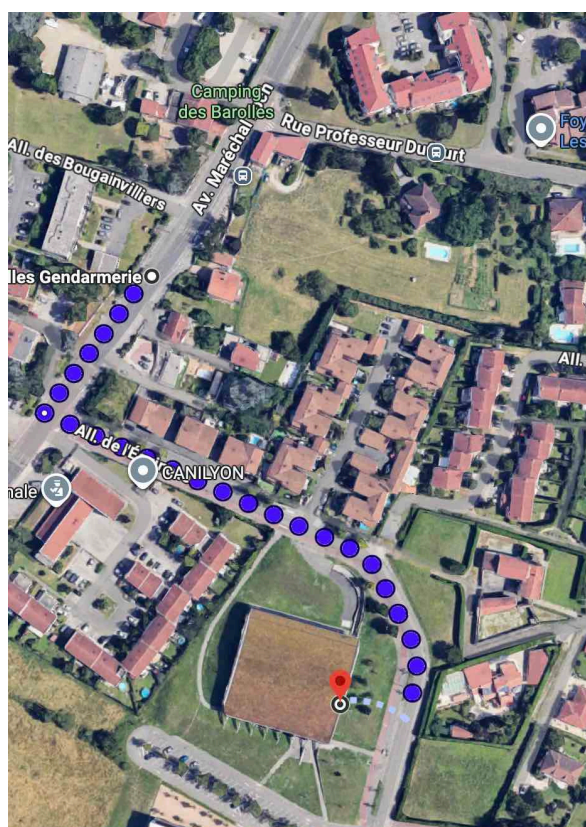 Camping
des Barolles
Av. Maréchal
Rue Professeur Du
Foy
Les
All. des Bougainvilliers
lles Gendarmerie
All.
All. de l'É
CANILYON
nale